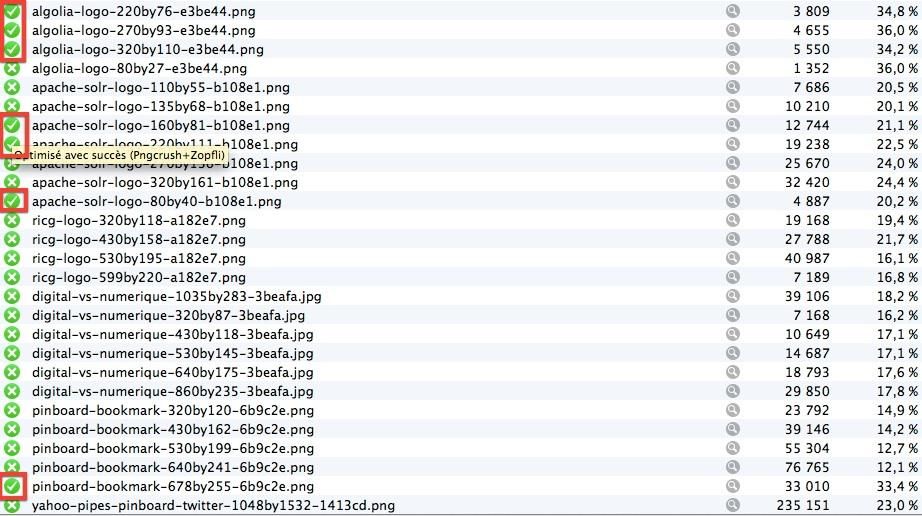 algolia-logo-220by76-e3be44.png 3 809 34,8 %
algolia-logo-270by93-e3be44.png 4 655 36,0 %
algolia-logo-320by110-e3be44.png 5 550 34,2 %
algolia-logo-80by27-e3be44.png 1 352 36,0 %
apache-solr-logo-110by55-b108e1.png 7 686 20,5 %
apache-solr-logo-135by68-b108e1.png 10 210 20,1 %
apache-solr-logo-160by81-b108e1.png 12 744 21,1 %
apache-solr-logo-220by111-b108e1.png 19 238 22,5 %
Optimisé avec succès (Pngcrush+Zopfli)
apache-solr-logo-270by136-b108e1.png 25 670 24,0 %
apache-solr-logo-320by161-b108e1.png 32 420 24,4 %
apache-solr-logo-80by40-b108e1.png 4 887 20,2 %
ricg-logo-320by118-a182e7.png 19 168 19,4 %
ricg-logo-430by158-a182e7.png 27 788 21,7 %
ricg-logo-530by195-a182e7.png 40 987 16,1 %
ricg-logo-599by220-a182e7.png 7 189 16,8 %
digital-vs-numerique-1035by283-3beafa.jpg 39 106 18,2 %
digital-vs-numerique-320by87-3beafa.jpg 7 168 16,2 %
digital-vs-numerique-430by118-3beafa.jpg 10 649 17,1 %
digital-vs-numerique-530by145-3beafa.jpg 14 687 17,1 %
digital-vs-numerique-640by175-3beafa.jpg 18 793 17,6 %
digital-vs-numerique-860by235-3beafa.jpg 29 850 17,8 %
pinboard-bookmark-320by120-6b9c2e.png 23 792 14,9 %
pinboard-bookmark-430by162-6b9c2e.png 39 146 14,2 %
pinboard-bookmark-530by199-6b9c2e.png 55 304 12,7 %
pinboard-bookmark-640by241-6b9c2e.png 76 765 12,1 %
pinboard-bookmark-678by255-6b9c2e.png 33 010 33,4 %
yahoo-pipes-pinboard-twitter-1048by1532-1413cd.png 235 151 23,0 %